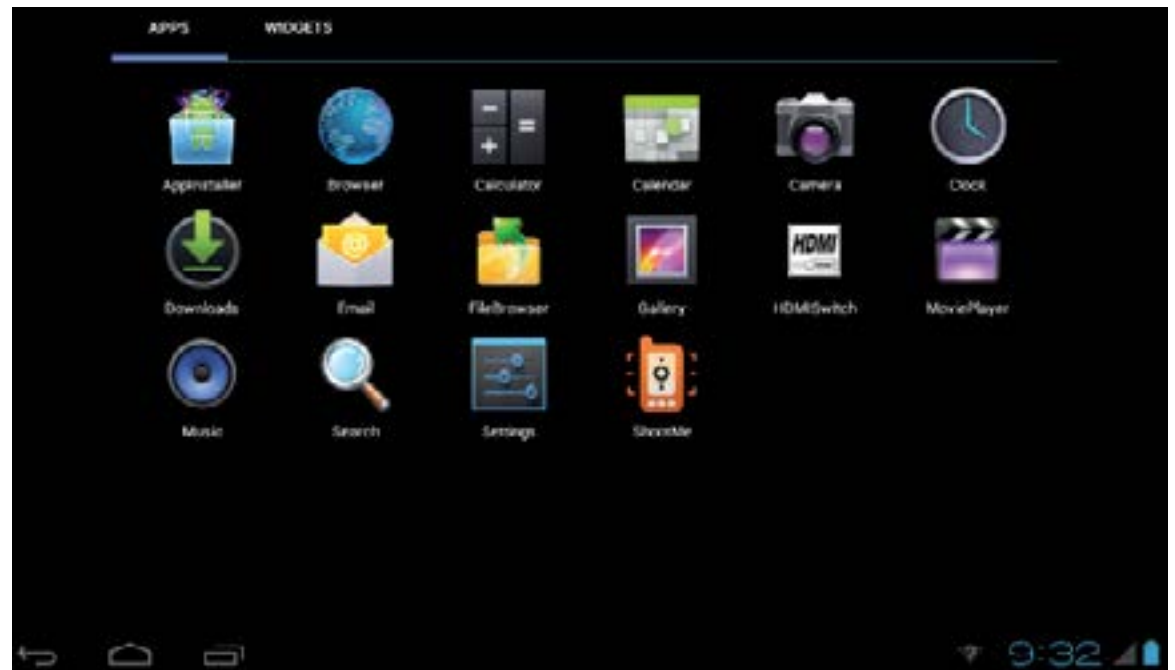 APPS WIDGETS
AppInstaller Browser Calculator Calendar Camera Clock
HDMI
Downloads Email FileBrowser Gallery HDMISwitch MoviePlayer
Music Search Settings ShootMe
9:32